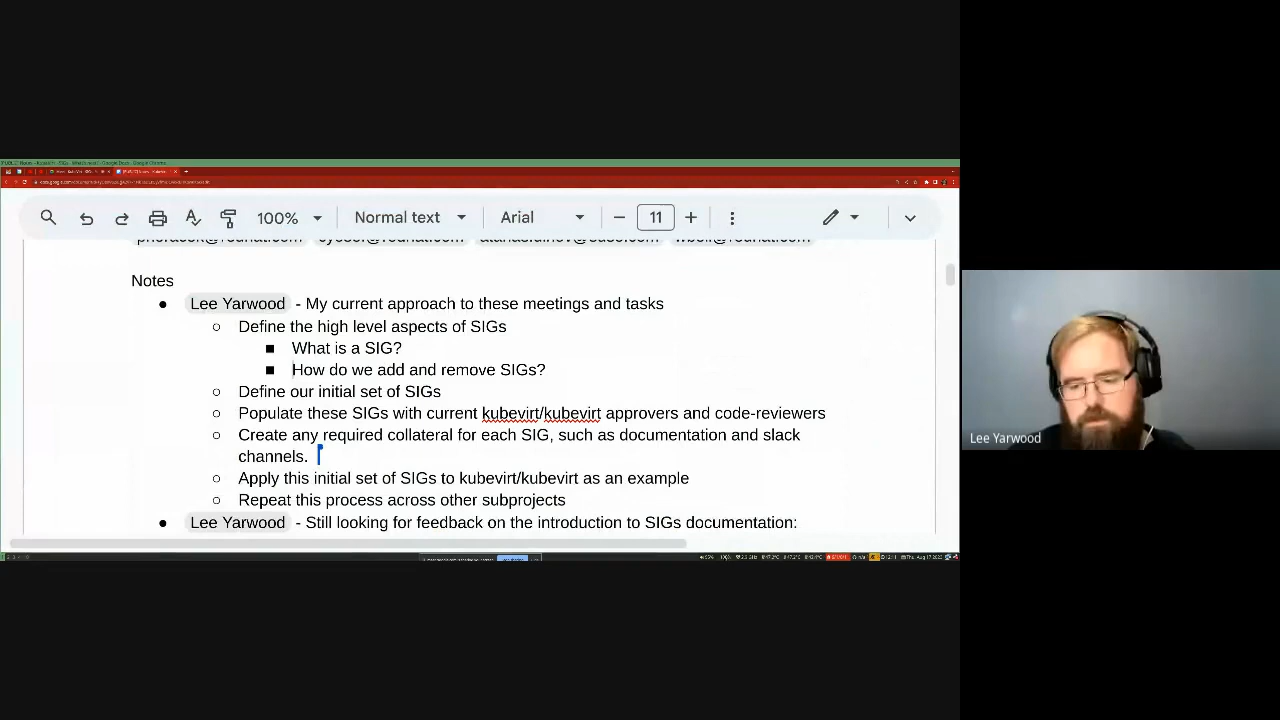 100%
Normal text
Arial
11
Notes
Lee Yarwood - My current approach to these meetings and tasks
Define the high level aspects of SIGs
What is a SIG?
How do we add and remove SIGs?
Define our initial set of SIGs
Populate these SIGs with current kubevirt/kubevirt approvers and code-reviewers
Create any required collateral for each SIG, such as documentation and slack
channels.
Apply this initial set of SIGs to kubevirt/kubevirt as an example
Repeat this process across other subprojects
Lee Yarwood - Still looking for feedback on the introduction to SIGs documentation:
Lee Yarwood